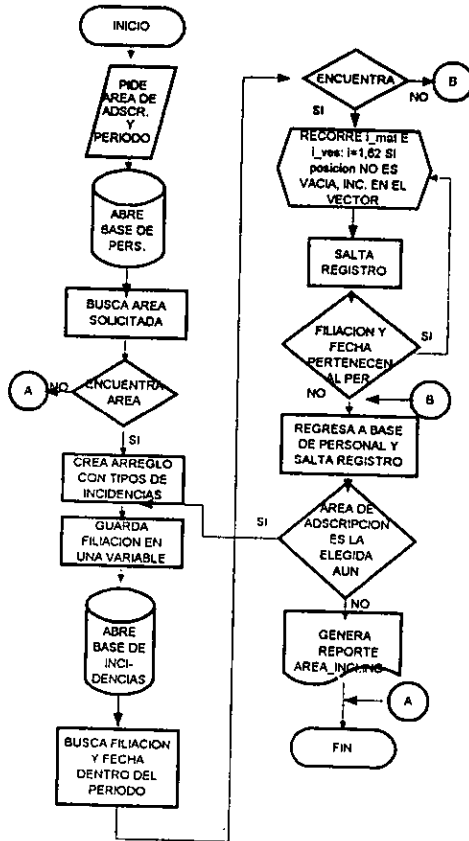 INICIO
PIDE
AREA DE
ADSCR.
Y
PERIODO
ABRE
BASE DE
PERS.
BUSCA AREA
SOLICITADA
A
NO
ENCUENTRA
AREA
SI
CREA ARREGLO
CON TIPOS DE
INCIDENCIAS
GUARDA
FILIACION EN
UNA VARIABLE
ABRE
BASE DE
INCI-
DENCIAS
BUSCA FILIACION
Y FECHA
DENTRO DEL
PERIODO
ENCUENTRA
B
NO
SI
RECORRE i_mat E
i_ves: i=1,62 SI
posicion NO ES
VACIA, INC. EN EL
VECTOR
SALTA
REGISTRO
FILIACION Y
FECHA
PERTENECEN
AL PER.
SI
NO
B
REGRESA A BASE
DE PERSONAL Y
SALTA REGISTRO
SI
AREA DE
ADSCRIPCION
ES LA
ELEGIDA
AUN
NO
GENERA
REPORTE
A
FIN